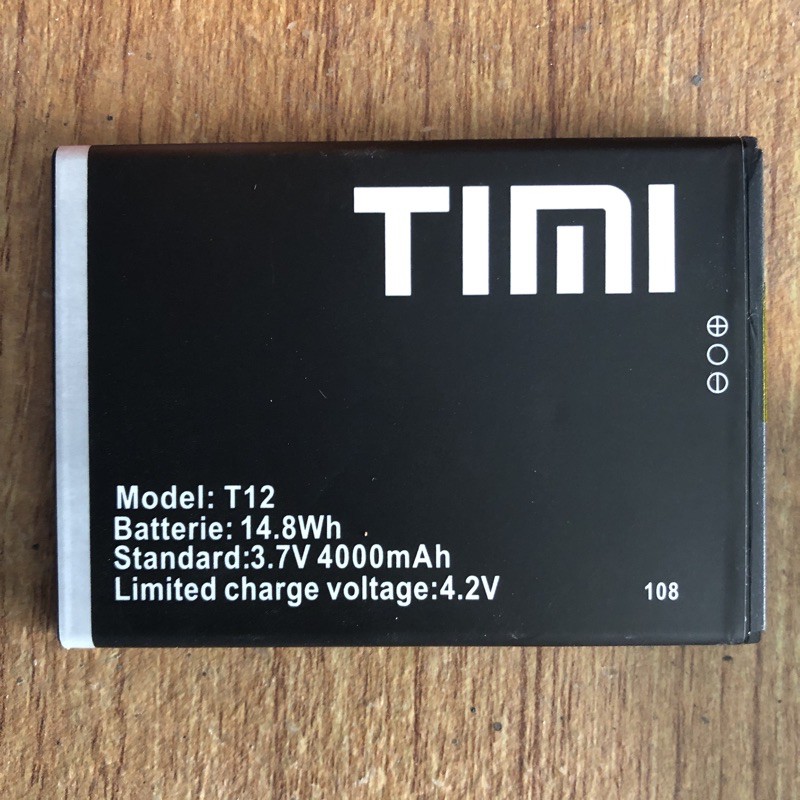 TIMI
Model: T12
Batterie: 14.8Wh
Standard:3.7V 4000mAh
Limited charge voltage:4.2V
108